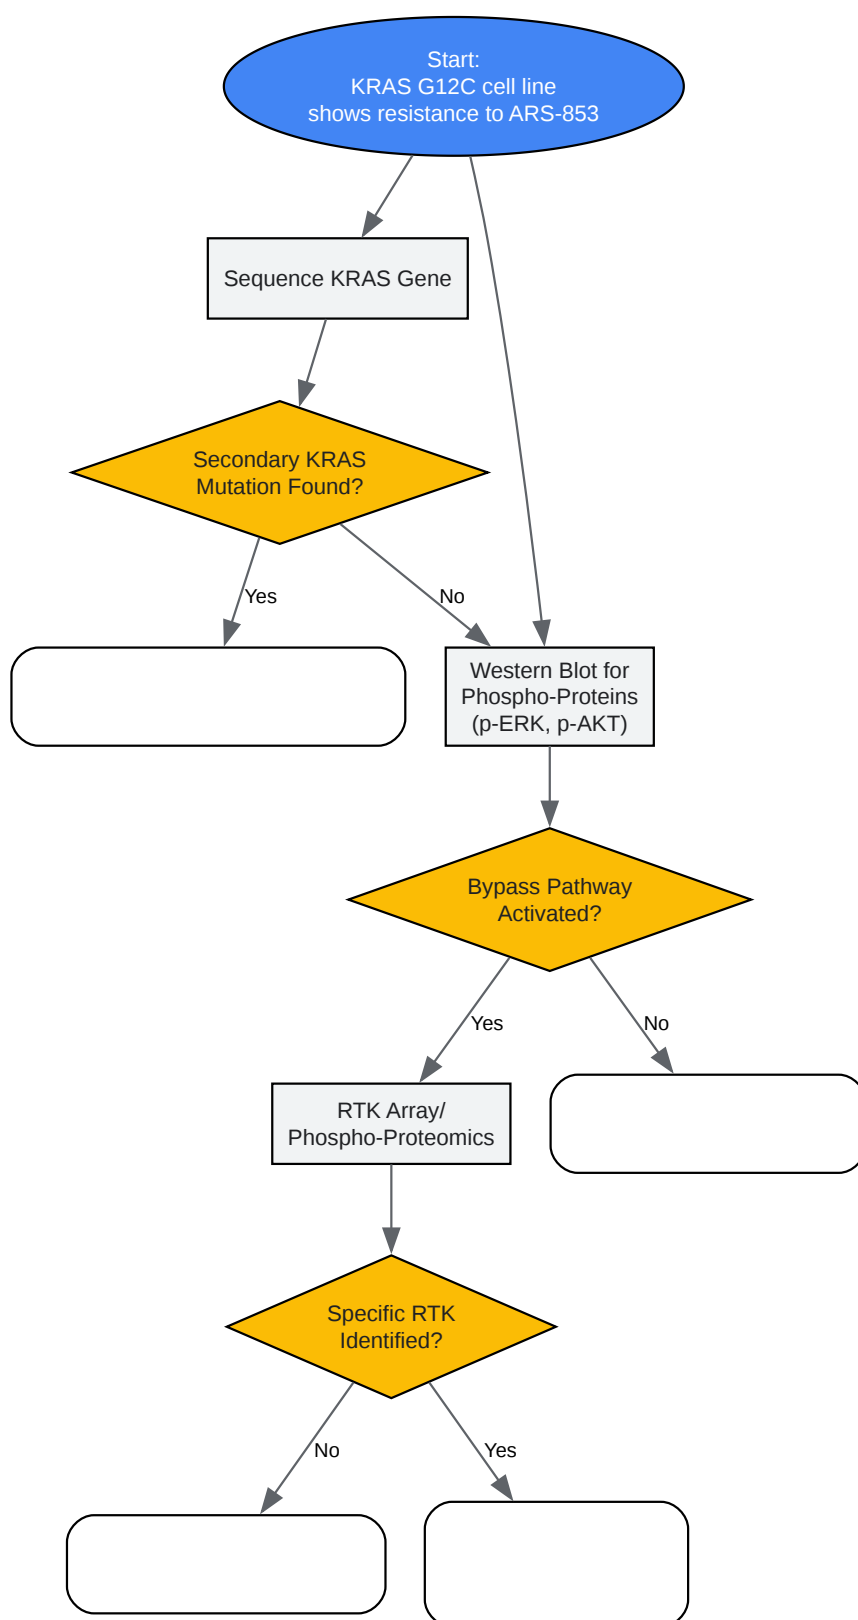 Start:
KRAS G12C cell line
shows resistance to ARS-853
Sequence KRAS Gene
Secondary KRAS
Mutation Found?
Yes
No
Western Blot for
Phospho-Proteins
(p-ERK, p-AKT)
Bypass Pathway
Activated?
Yes
No
RTK Array/
Phospho-Proteomics
Specific RTK
Identified?
No
Yes